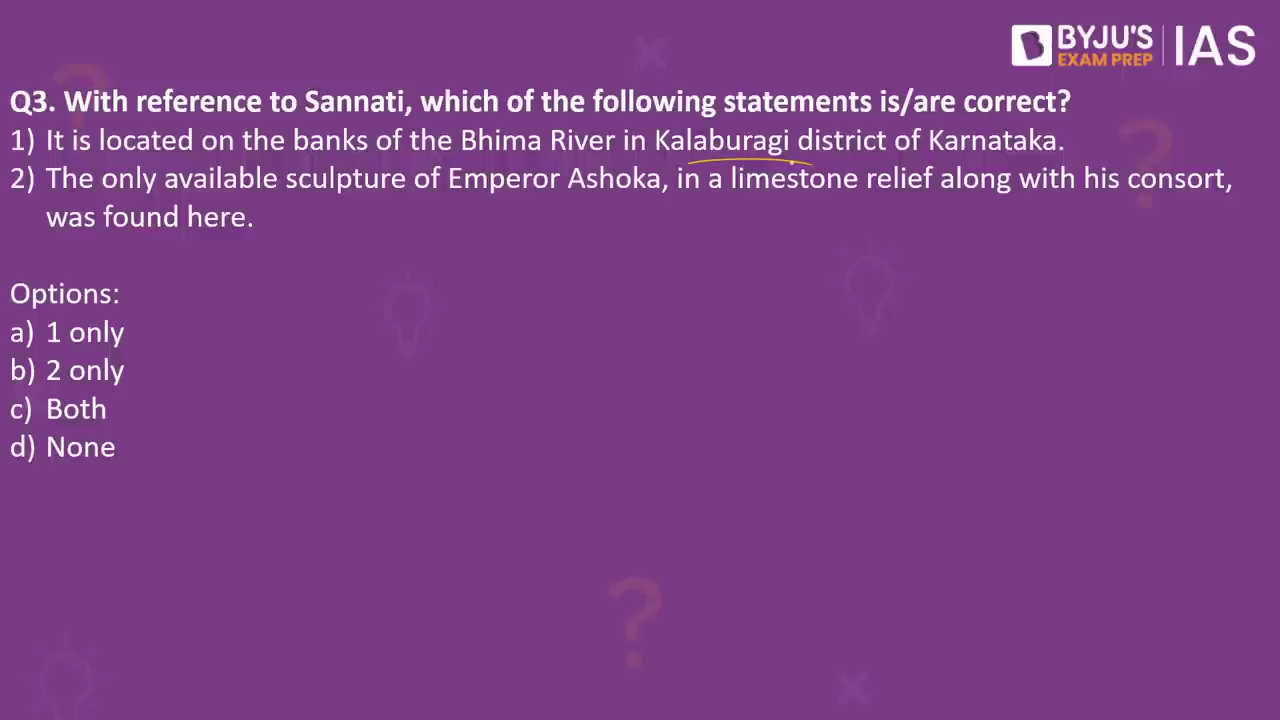 BYJU'S
EXAM PREP
IAS
Q3. With reference to Sannati, which of the following statements is/are correct?
1) It is located on the banks of the Bhima River in Kalaburagi district of Karnataka.
2) The only available sculpture of Emperor Ashoka, in a limestone relief along with his consort,
was found here.
Options:
a) 1 only
b) 2 only
c) Both
d) None